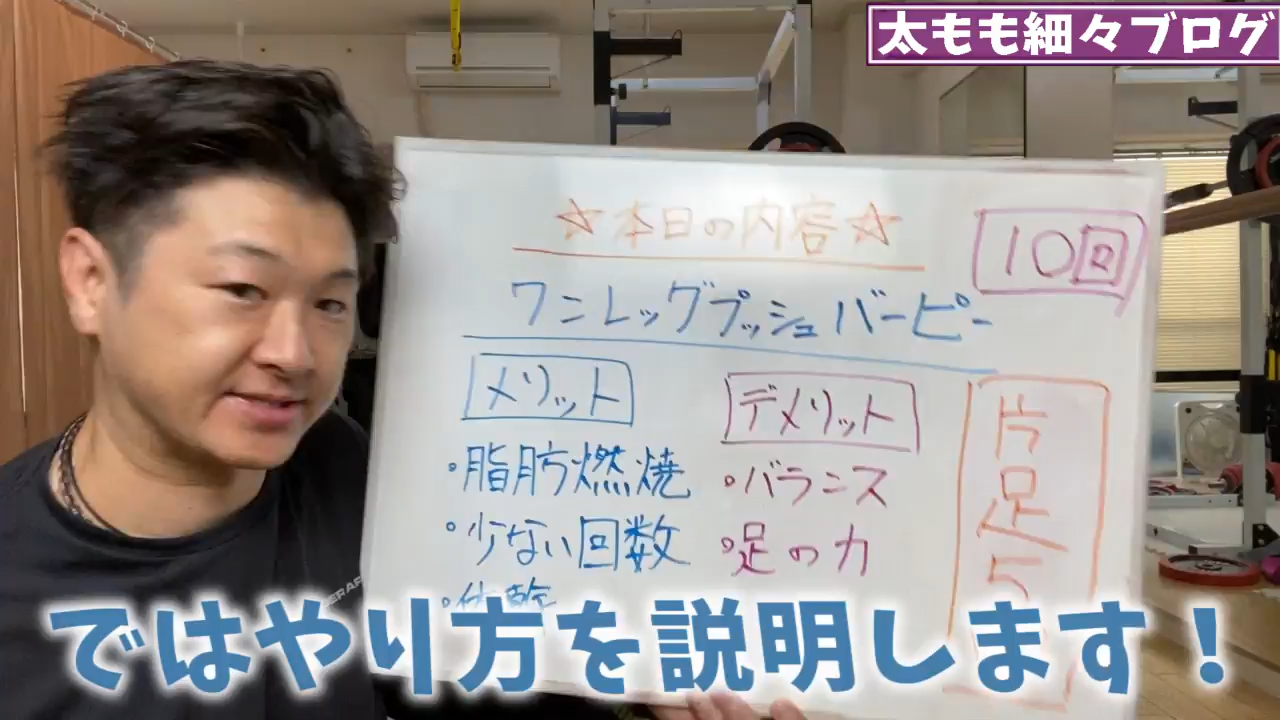 太もも細々ブログ
☆本日の内容☆
10回
ワンレッグプッシュバーピー
メリット
デメリット
・脂肪燃焼
・バランス
・少ない回数
・足の力
片足5
ではやり方を説明します！